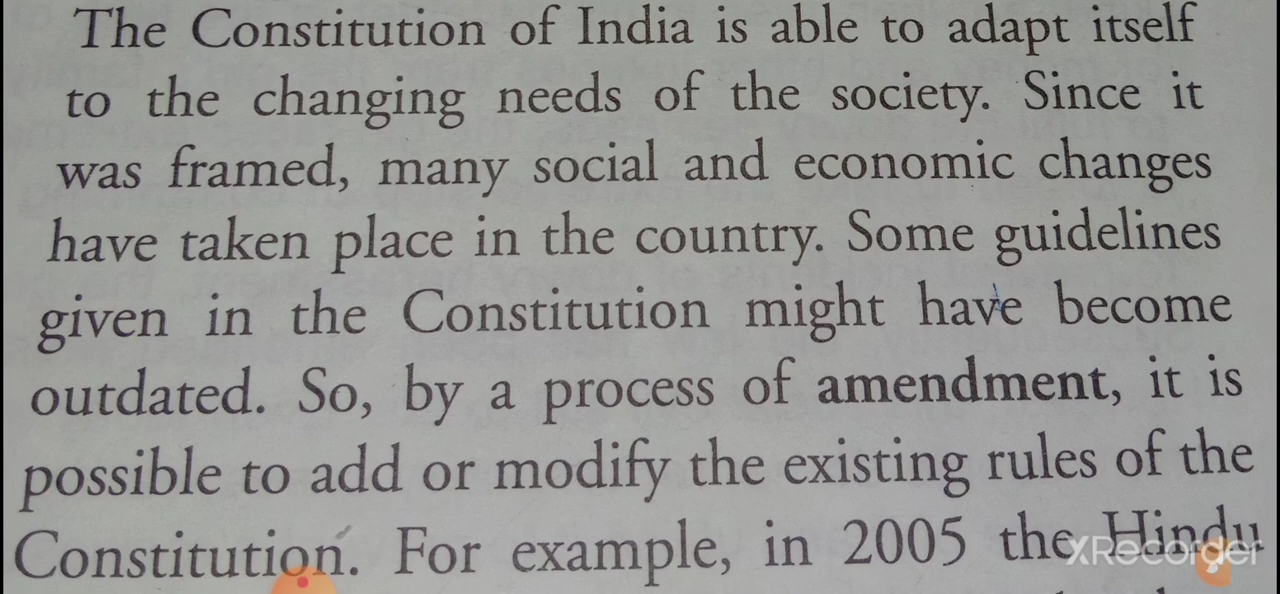 The Constitution of India is able to adapt itself
to the changing needs of the society. Since it
was framed, many social and economic changes
have taken place in the country. Some guidelines
given in the Constitution might have become
outdated. So, by a process of amendment, it is
possible to add or modify the existing rules of the
Constitution. For example, in 2005 the Hindu
XRecorder